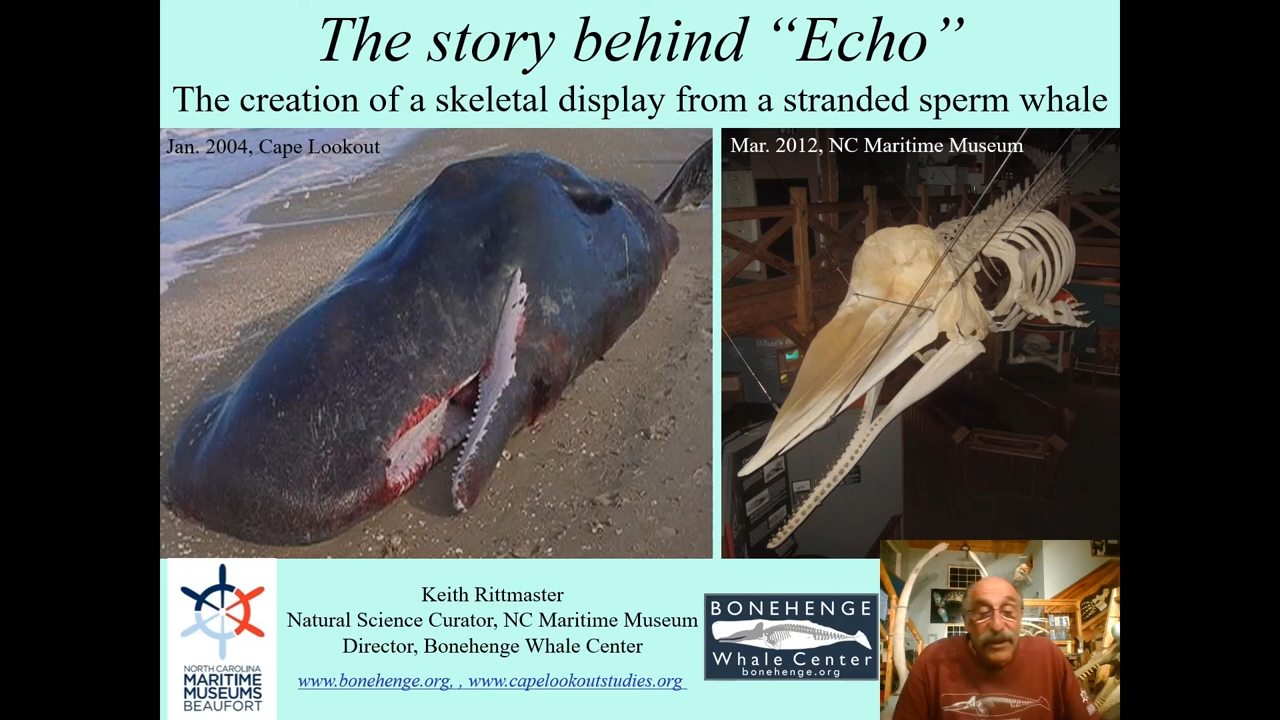 The story behind “Echo”
The creation of a skeletal display from a stranded sperm whale
Jan. 2004, Cape Lookout
Mar. 2012, NC Maritime Museum
NORTH CAROLINA
MARITIME
MUSEUMS
BEAUFORT
Keith Rittmaster
Natural Science Curator, NC Maritime Museum
Director, Bonehenge Whale Center
www.bonehenge.org, , www.capelookoutstudies.org
BONEHENGE
Whale Center
bonehenge.org